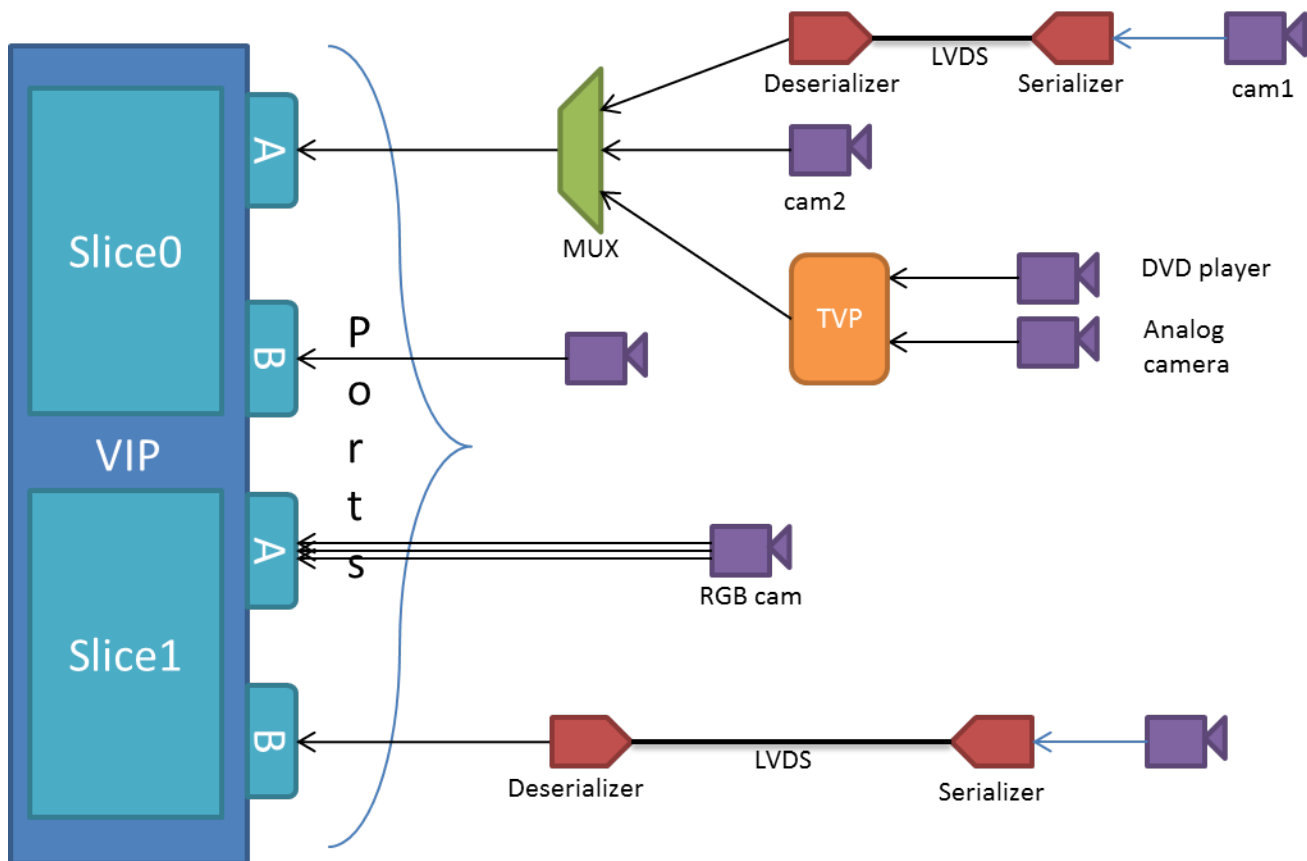 LVDS
Deserializer
Serializer
cam1
Slice0
A
cam2
MUX
DVD player
TVP
Analog
camera
B
Ports
VIP
A
RGB cam
Slice1
B
LVDS
Deserializer
Serializer